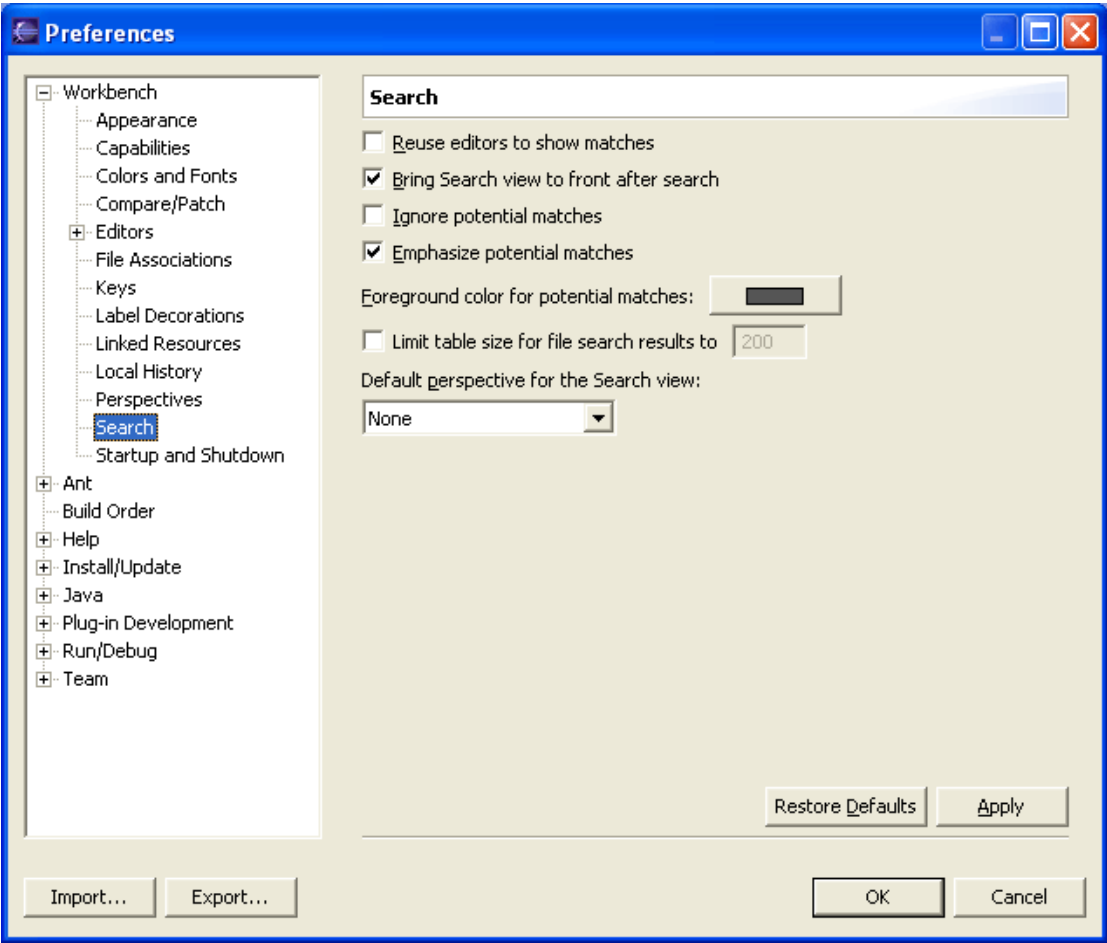 Preferences
Workbench
Appearance
Capabilities
Colors and Fonts
Compare/Patch
Editors
File Associations
Keys
Label Decorations
Linked Resources
Local History
Perspectives
Search
Startup and Shutdown
Ant
Build Order
Help
Install/Update
Java
Plug-in Development
Run/Debug
Team
Search
Reuse editors to show matches
Bring Search view to front after search
Ignore potential matches
Emphasize potential matches
Foreground color for potential matches:
Limit table size for file search results to 200
Default perspective for the Search view:
None
Restore Defaults Apply
Import... Export... OK Cancel